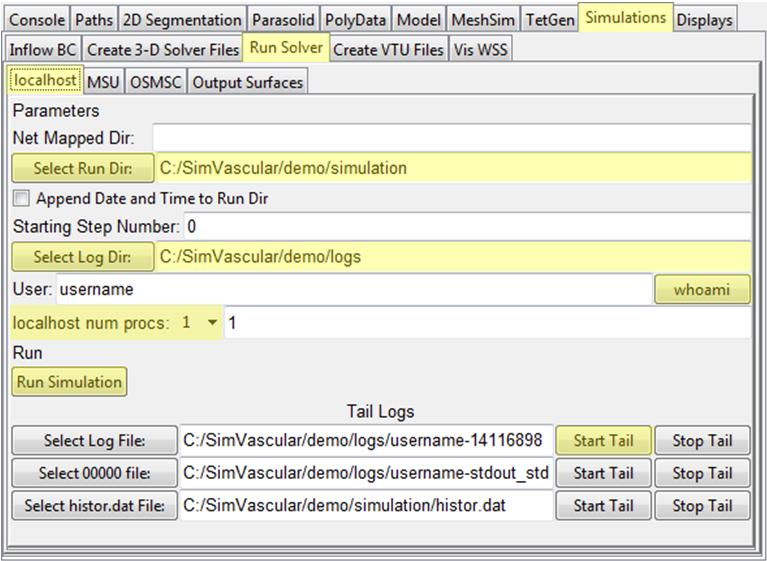 Console Paths 2D Segmentation Parasolid PolyData Model MeshSim TetGen Simulations Displays
Inflow BC Create 3-D Solver Files Run Solver Create VTU Files Vis WSS
localhost MSU OSMSC Output Surfaces
Parameters
Net Mapped Dir:
Select Run Dir: C:/SimVascular/demo/simulation
Append Date and Time to Run Dir
Starting Step Number: 0
Select Log Dir: C:/SimVascular/demo/logs
User: username whoami
localhost num procs: 1 1
Run
Run Simulation
Tail Logs
Select Log File: C:/SimVascular/demo/logs/username-14116898 Start Tail Stop Tail
Select 00000 file: C:/SimVascular/demo/logs/username-stdout_std Start Tail Stop Tail
Select histor.dat File: C:/SimVascular/demo/simulation/histor.dat Start Tail Stop Tail